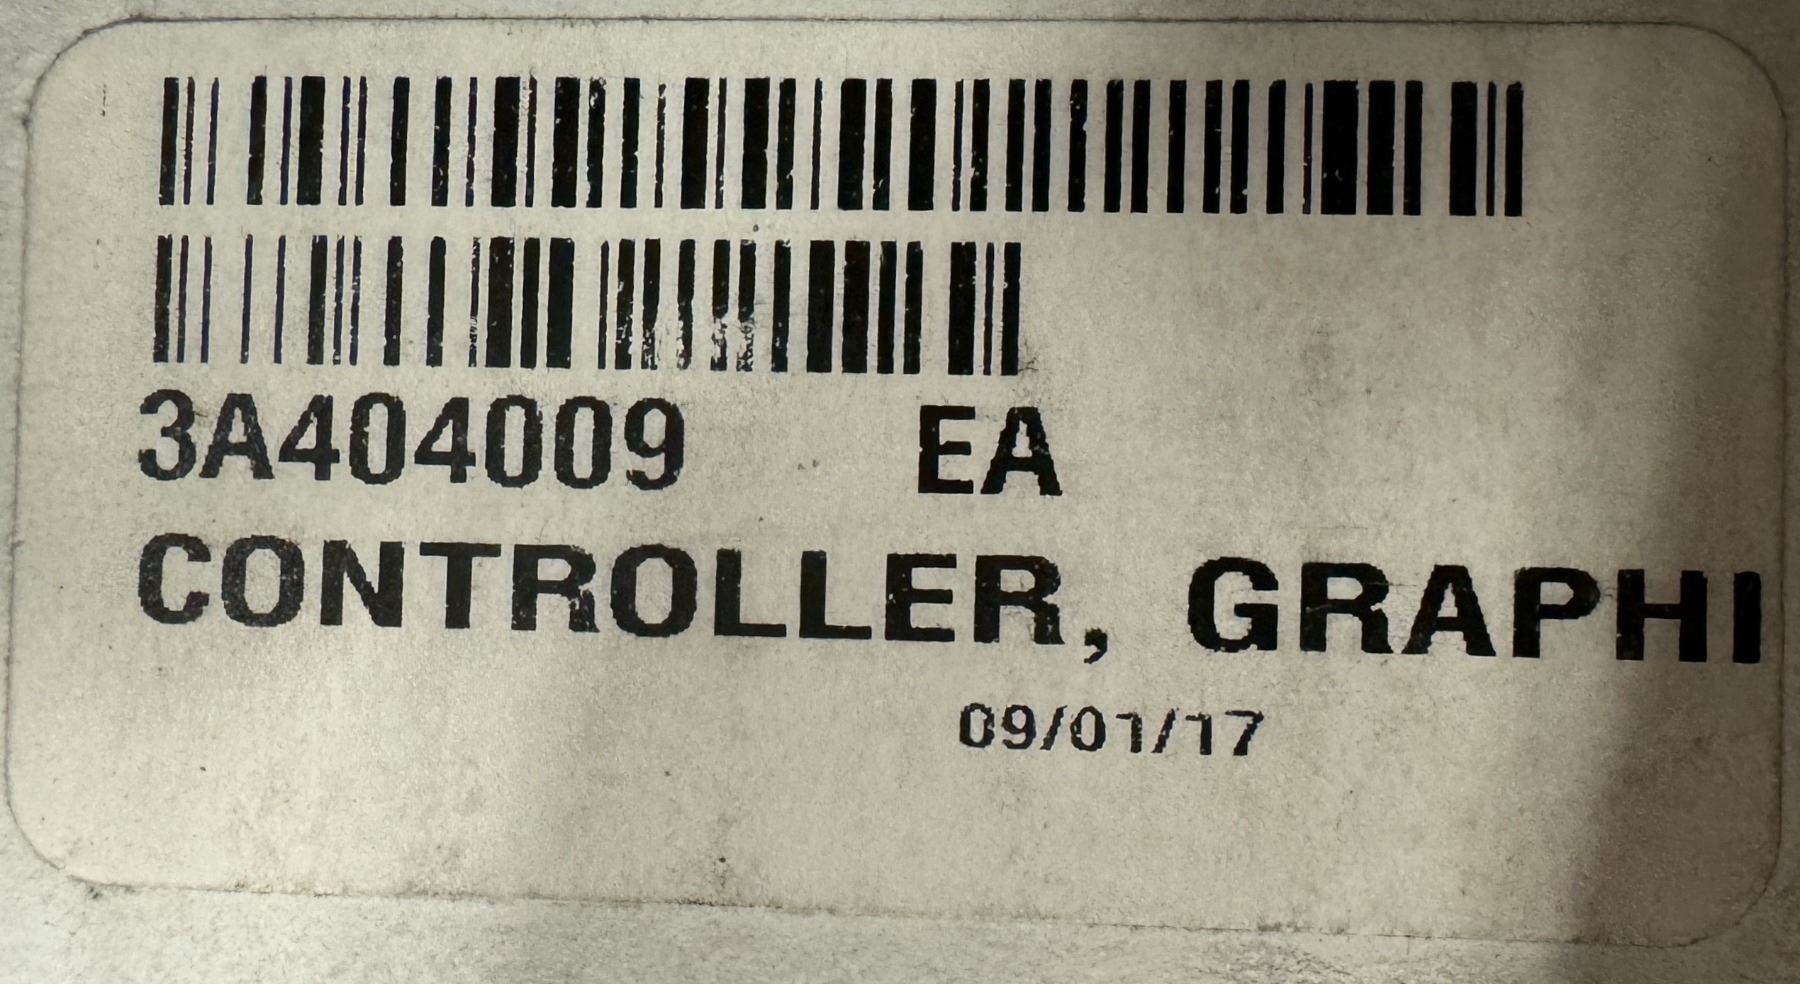 3A404009 EA
CONTROLLER, GRAPHI
09/01/17